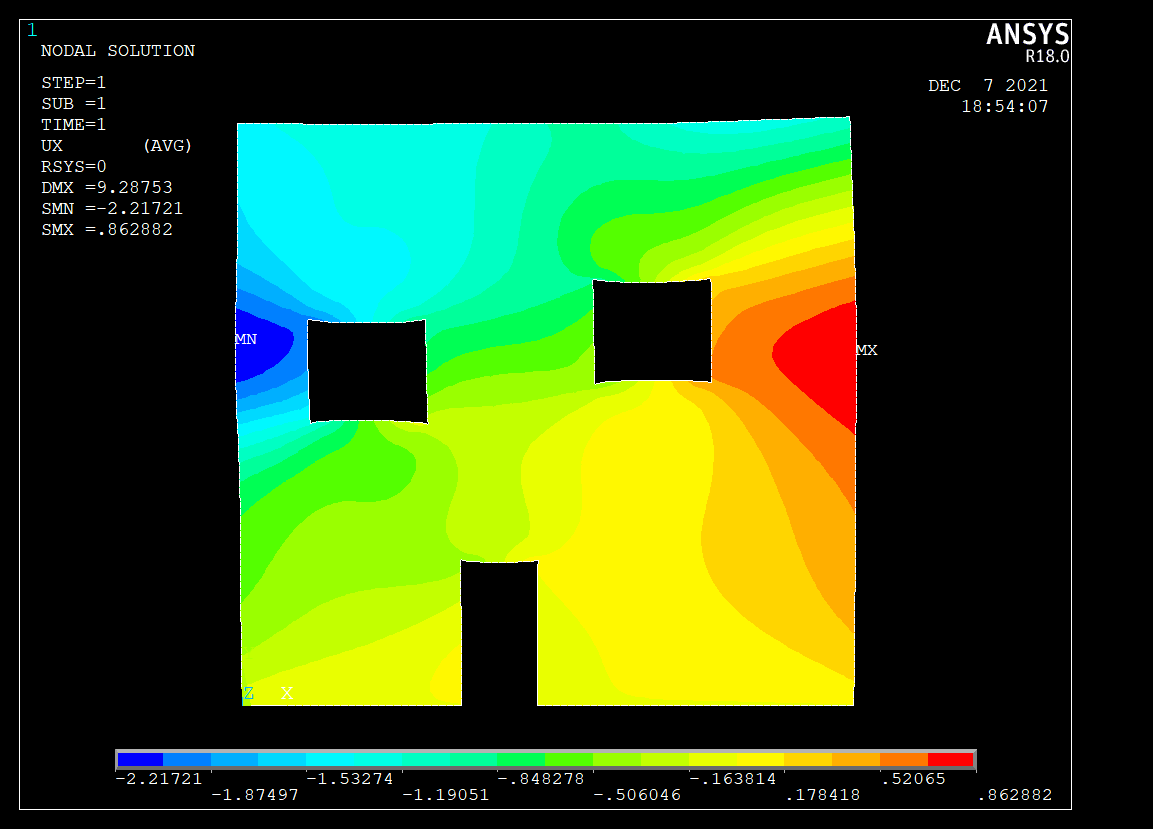 1
ANSYS
R18.0
NODAL SOLUTION
STEP=1
DEC 7 2021
SUB =1
18:54:07
TIME=1
UX (AVG)
RSYS=0
DMX =9.28753
SMN =-2.21721
SMX =.862882
MN
MX
Z X
-2.21721 -1.53274 -.848278 -.163814 .52065
-1.87497 -1.19051 -.506046 .178418 .862882